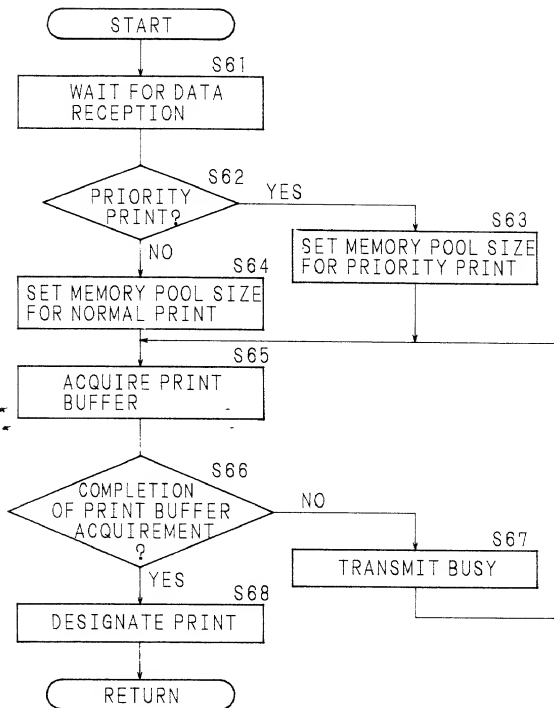 START
S61
WAIT FOR DATA
RECEPTION
S62
PRIORITY
PRINT?
YES
NO
S63
SET MEMORY POOL SIZE
FOR PRIORITY PRINT
S64
SET MEMORY POOL SIZE
FOR NORMAL PRINT
S65
ACQUIRE PRINT
BUFFER
S66
COMPLETION
OF PRINT BUFFER
ACQUIREMENT
?
NO
YES
S67
TRANSMIT BUSY
S68
DESIGNATE PRINT
RETURN